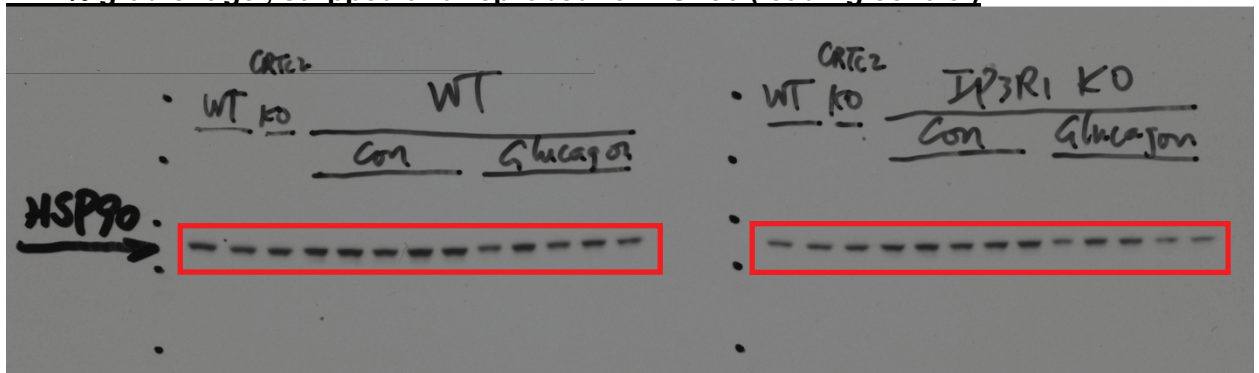 CRTC2
WT KO WT
Con Glucagon
HSP90
CRTC2
WT KO IP3R1 KO
Con Glucagon